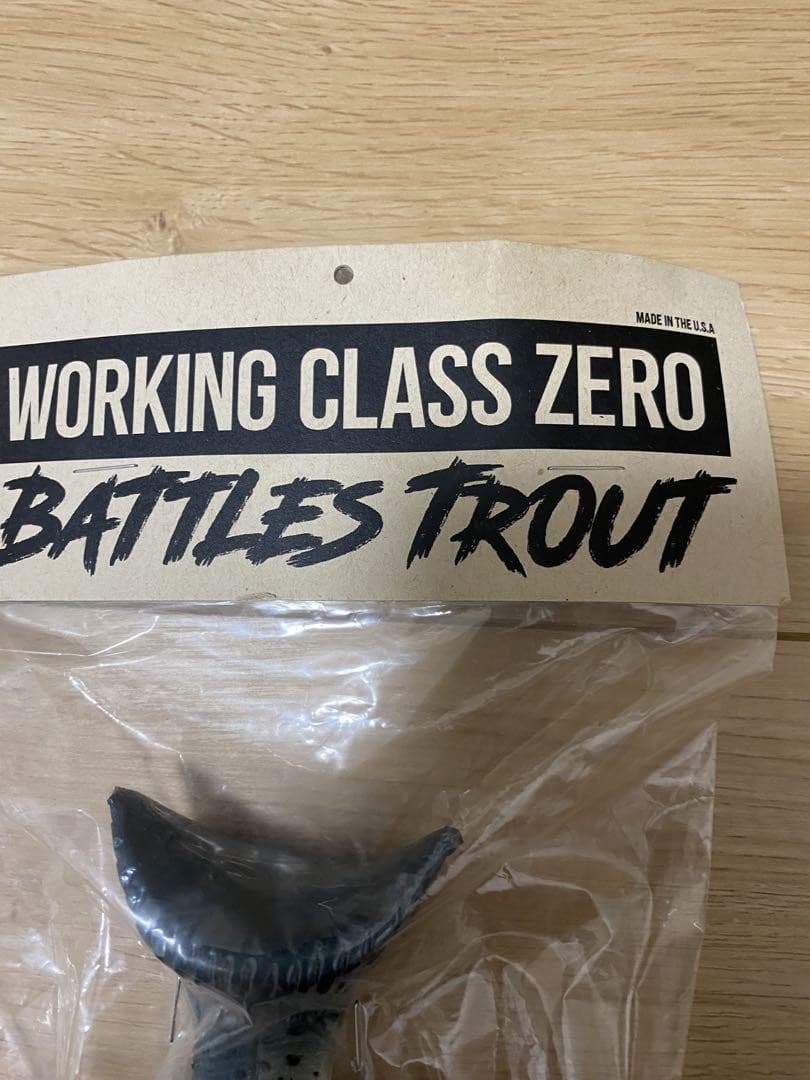 MADE IN THE U.S.A
WORKING CLASS ZERO
BATTLES TROUT